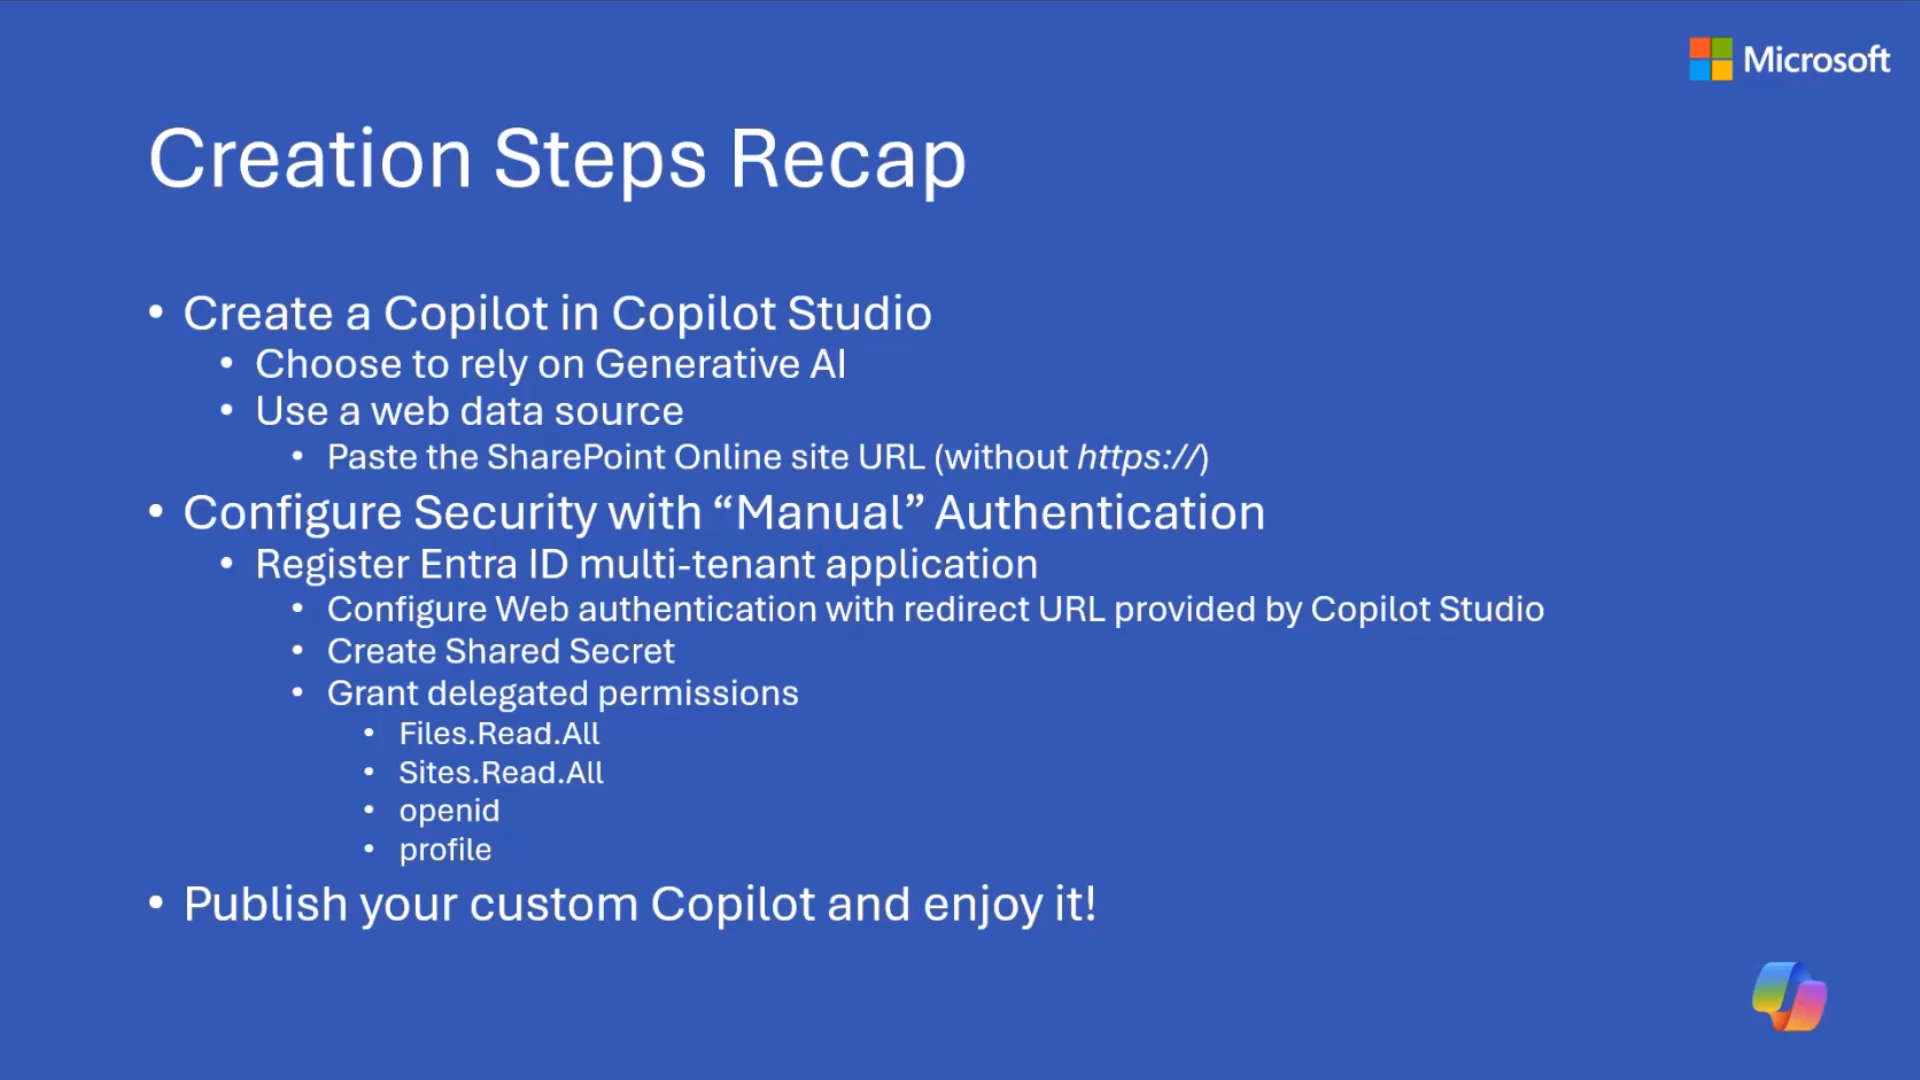 Microsoft
Creation Steps Recap
• Create a Copilot in Copilot Studio
• Choose to rely on Generative AI
• Use a web data source
• Paste the SharePoint Online site URL (without https://)
• Configure Security with “Manual” Authentication
• Register Entra ID multi-tenant application
• Configure Web authentication with redirect URL provided by Copilot Studio
• Create Shared Secret
• Grant delegated permissions
• Files.Read.All
• Sites.Read.All
• openid
• profile
• Publish your custom Copilot and enjoy it!